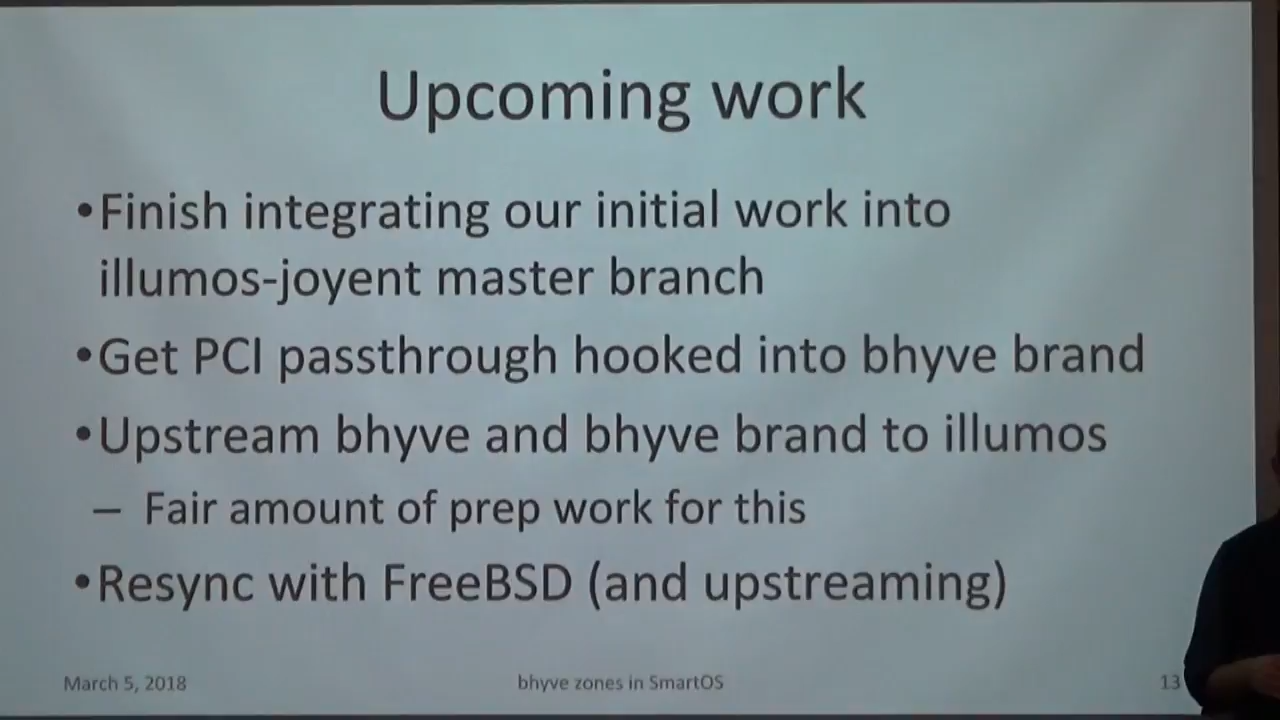 Upcoming work
•Finish integrating our initial work into
illumos-joyent master branch
•Get PCI passthrough hooked into bhyve brand
•Upstream bhyve and bhyve brand to illumos
– Fair amount of prep work for this
•Resync with FreeBSD (and upstreaming)
March 5, 2018
bhyve zones in SmartOS
13